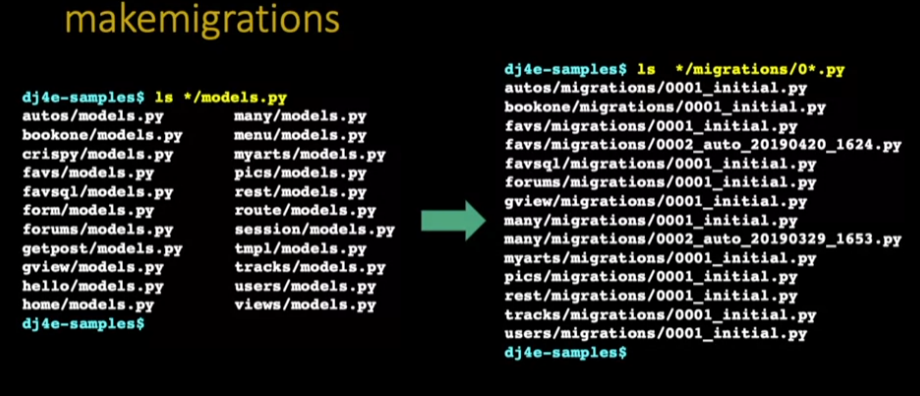 makemigrations
dj4e-samples$ ls */models.py
autos/models.py many/models.py
bookone/models.py menu/models.py
crispy/models.py myarts/models.py
favs/models.py pics/models.py
favsql/models.py rest/models.py
form/models.py route/models.py
forums/models.py session/models.py
getpost/models.py tmpl/models.py
gview/models.py tracks/models.py
hello/models.py users/models.py
home/models.py views/models.py
dj4e-samples$
dj4e-samples$ ls */migrations/0*.py
autos/migrations/0001_initial.py
bookone/migrations/0001_initial.py
favs/migrations/0001_initial.py
favs/migrations/0002_auto_20190420_1624.py
favsql/migrations/0001_initial.py
forums/migrations/0001_initial.py
gview/migrations/0001_initial.py
many/migrations/0001_initial.py
many/migrations/0002_auto_20190329_1653.py
myarts/migrations/0001_initial.py
pics/migrations/0001_initial.py
rest/migrations/0001_initial.py
tracks/migrations/0001_initial.py
users/migrations/0001_initial.py
dj4e-samples$